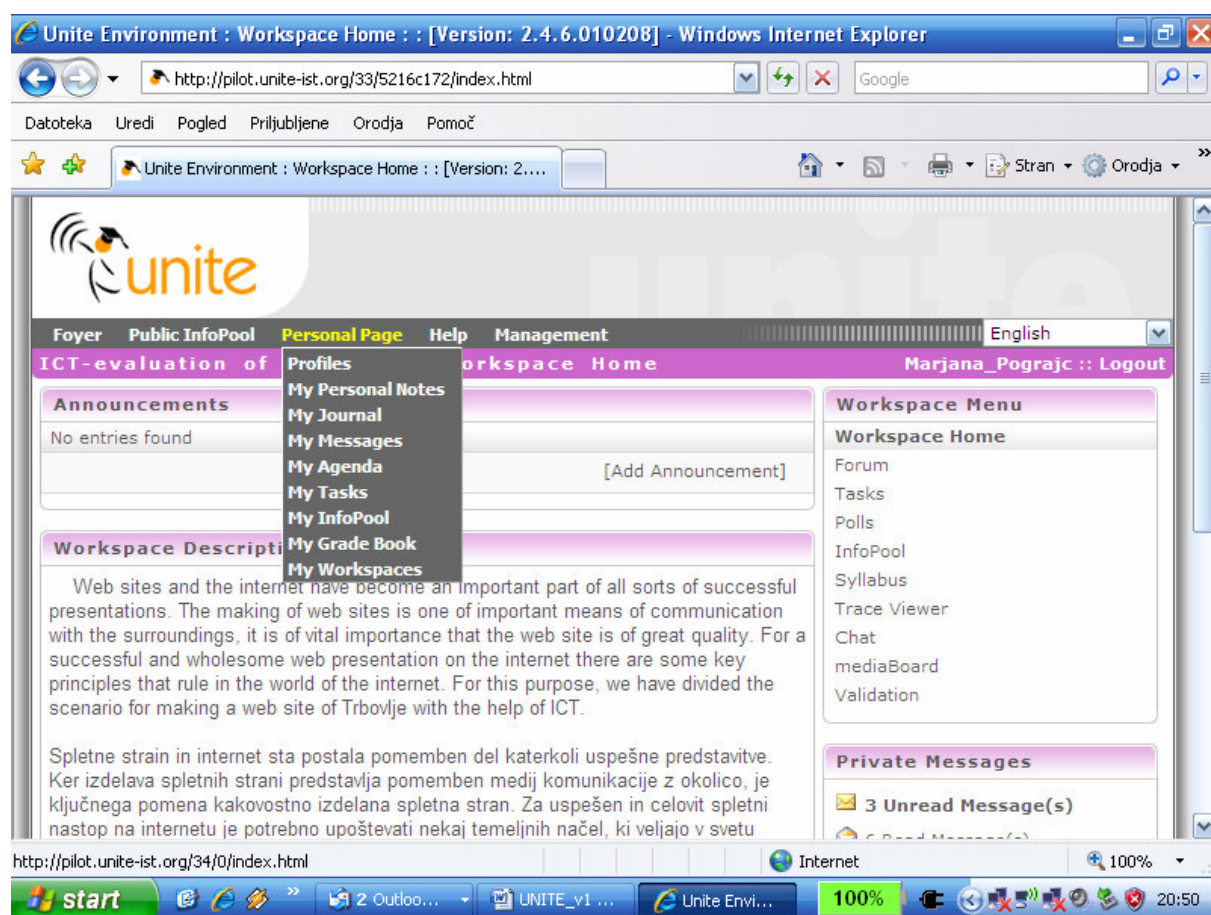 Unite Environment : Workspace Home : : [Version: 2.4.6.010208] - Windows Internet Explorer
http://pilot.unite-ist.org/33/5216c172/index.html
Google
Datoteka Uredi Pogled Priljubljene Orodja Pomoč
Unite Environment : Workspace Home : : [Version: 2....
Stran Orodja »
unite
unite
Foyer Public InfoPool Personal Page Help Management English
ICT-evaluation of orkspace Home Marjana_Pograjc :: Logout
Profiles
My Personal Notes
My Journal
My Messages
My Agenda
My Tasks
My InfoPool
My Grade Book
My Workspaces
Announcements
No entries found
[Add Announcement]
Workspace Descripti
Web sites and the internet have become an important part of all sorts of successful
presentations. The making of web sites is one of important means of communication
with the surroundings, it is of vital importance that the web site is of great quality. For a
successful and wholesome web presentation on the internet there are some key
principles that rule in the world of the internet. For this purpose, we have divided the
scenario for making a web site of Trbovlje with the help of ICT.
Spletne strain in internet sta postala pomemben del katerkoli uspešne predstavitve.
Ker izdelava spletnih strani predstavlja pomemben medij komunikacije z okolico, je
ključnega pomena kakovostno izdelana spletna stran. Za uspešen in celovit spletni
nastop na internetu je potrebno upoštevati nekaj temeljnih načel, ki veljajo v svetu
Workspace Menu
Workspace Home
Forum
Tasks
Polls
InfoPool
Syllabus
Trace Viewer
Chat
mediaBoard
Validation
Private Messages
3 Unread Message(s)
6 Read Message(s)
http://pilot.unite-ist.org/34/0/index.html Internet 100%
start » 2 Outloo... UNITE_v1 ... Unite Envi... 100% 20:50